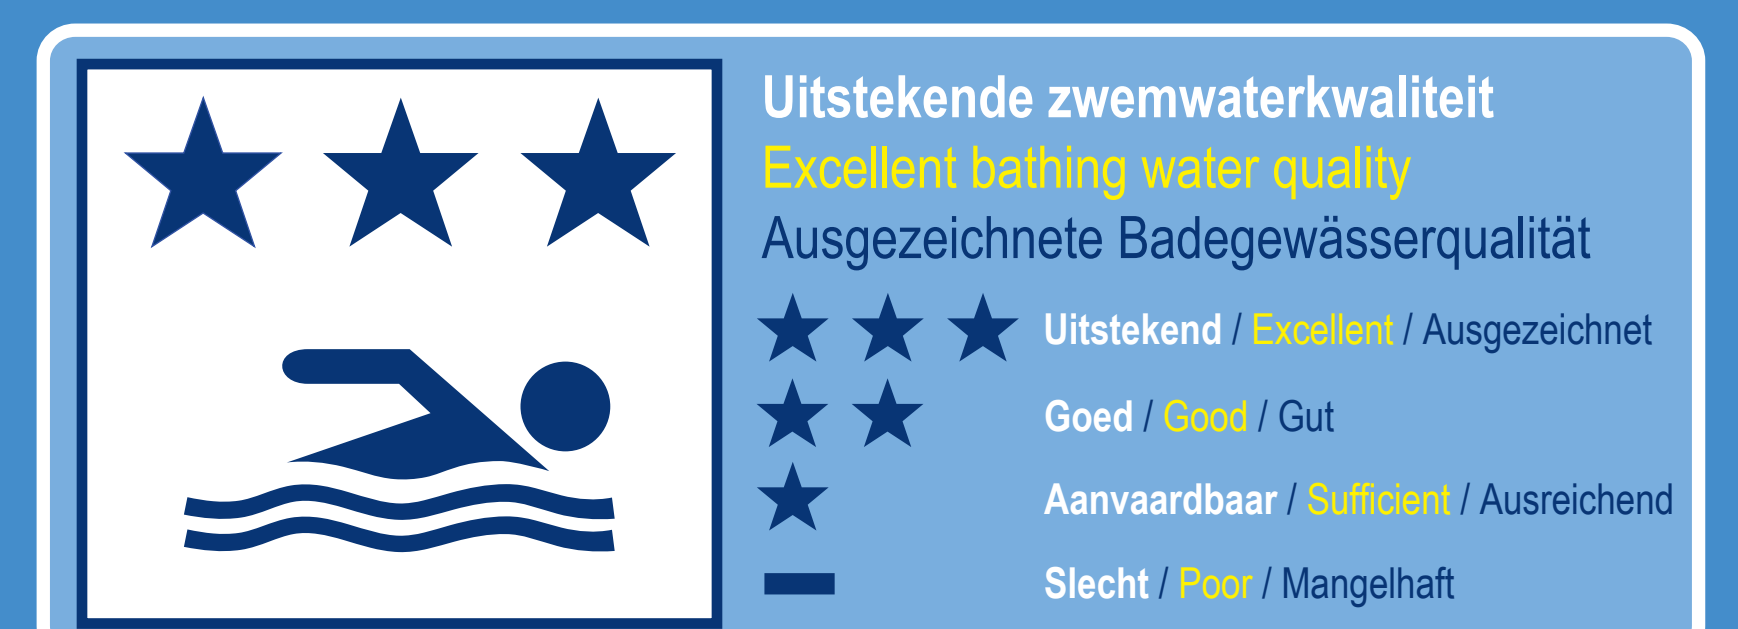 Uitstekende zwemwaterkwaliteit
Excellent bathing water quality
Ausgezeichnete Badegewässerqualität
Uitstekend / Excellent / Ausgezeichnet
Goed / Good / Gut
Aanvaardbaar / Sufficient / Ausreichend
Slecht / Poor / Mangelhaft